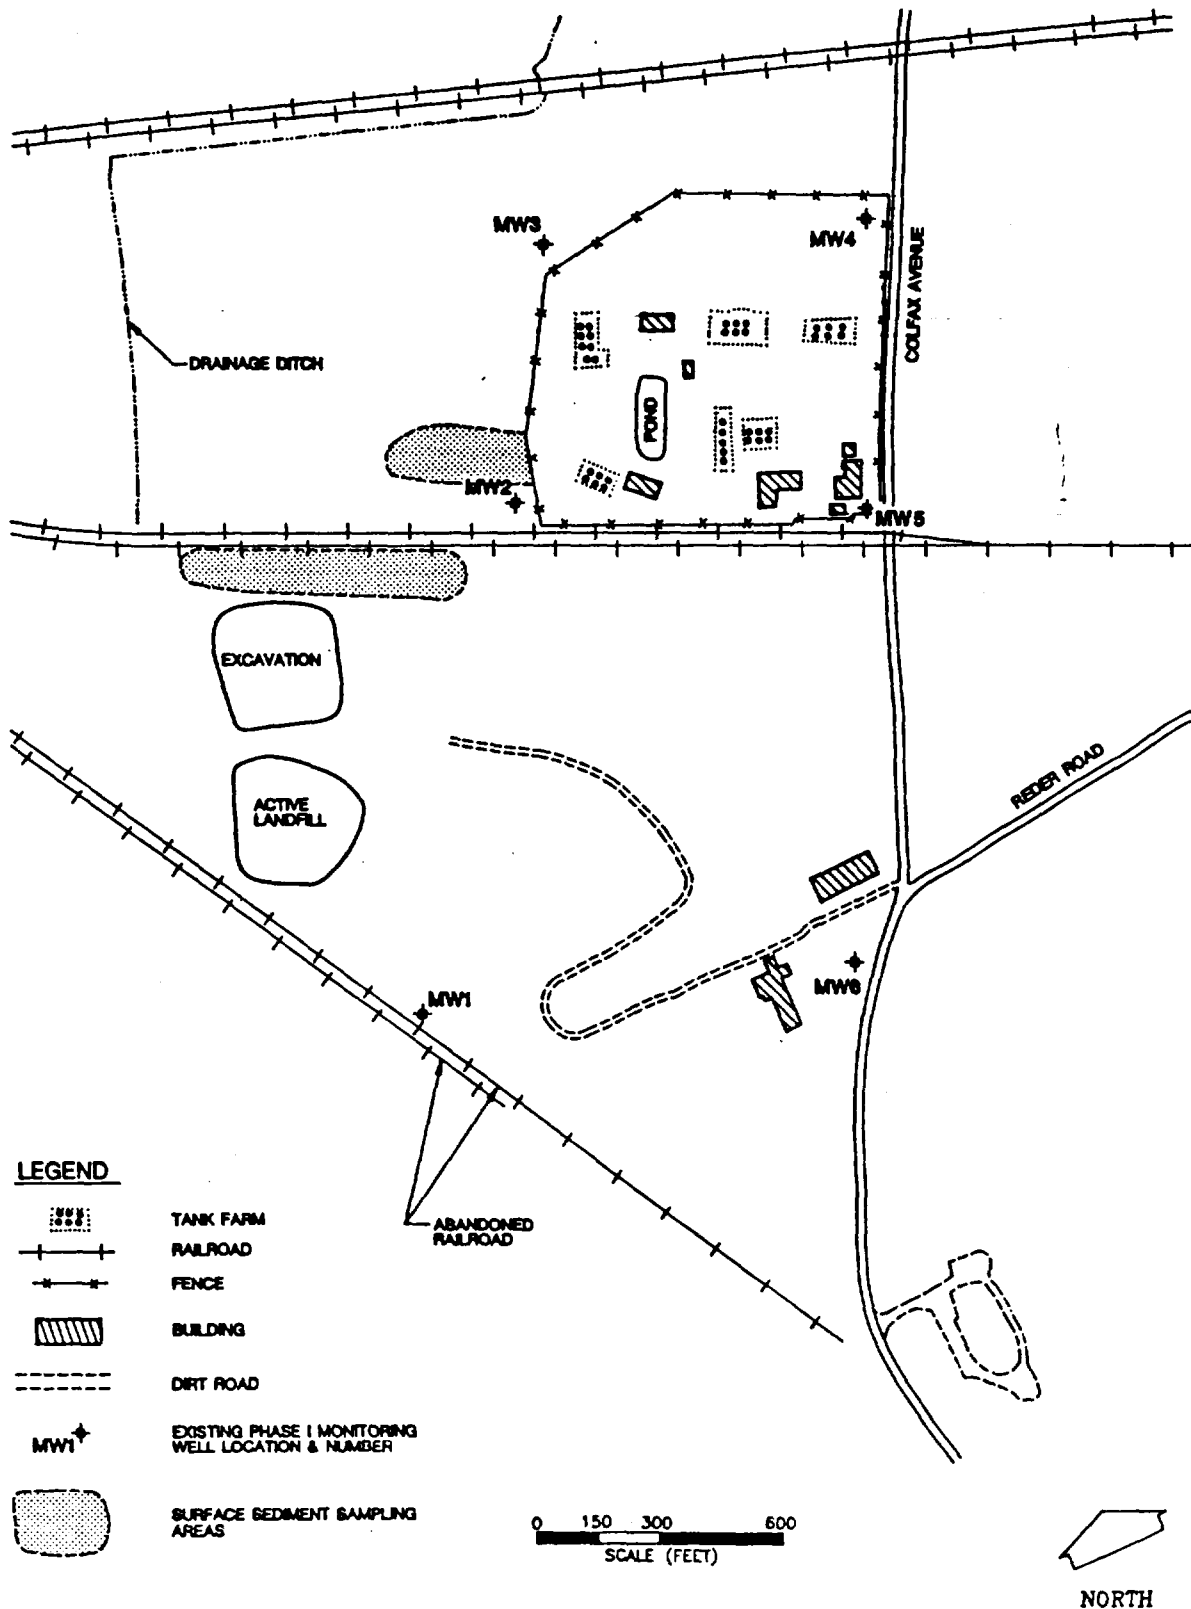 MW3
MW4
COLFAX AVENUE
DRAINAGE DITCH
POND
MW2
MW5
EXCAVATION
REDER ROAD
ACTIVE
LANDFILL
MW6
MW1
LEGEND
TANK FARM
ABANDONED
RAILROAD
RAILROAD
FENCE
BUILDING
DIRT ROAD
MW1
EXISTING PHASE I MONITORING
WELL LOCATION & NUMBER
SURFACE SEDIMENT SAMPLING
AREAS
0 150 300 600
SCALE (FEET)
NORTH